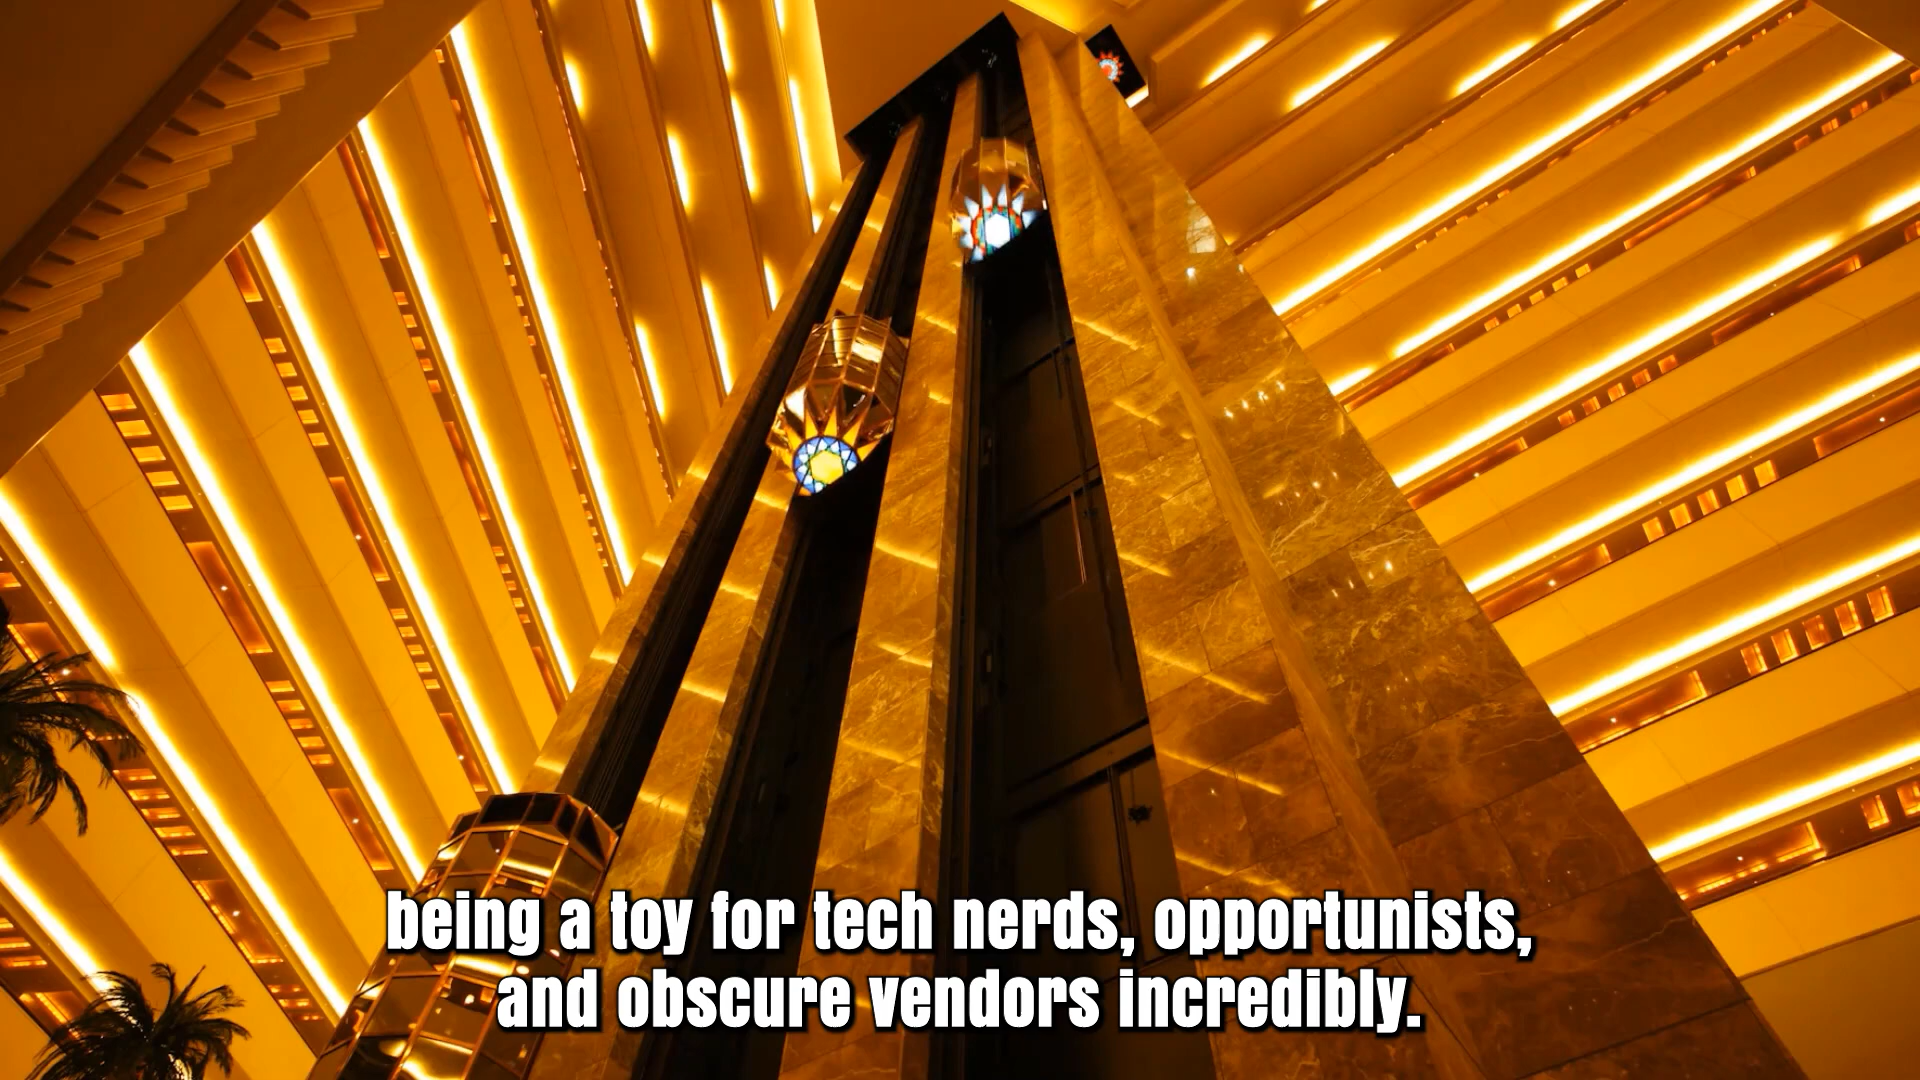 being a toy for tech nerds, opportunists,
and obscure vendors incredibly.